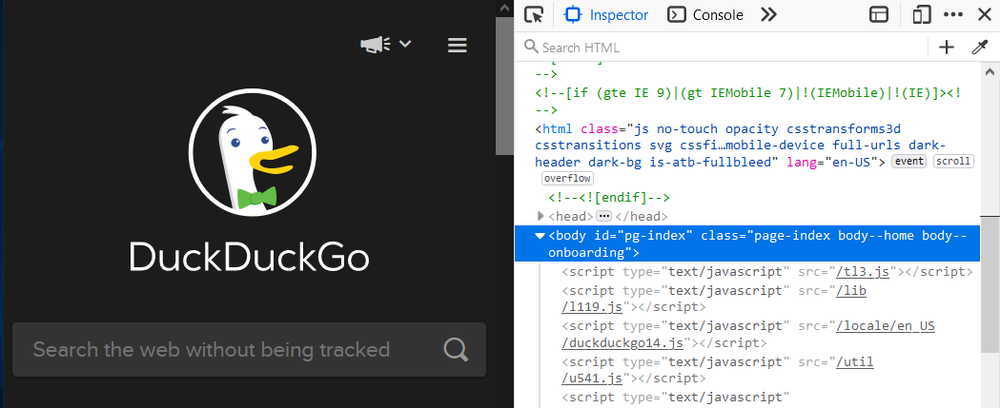 DuckDuckGo
Search the web without being tracked
Inspector
Console
Search HTML
-->
<!--[if (gte IE 9)|(gt IEMobile 7)|!(IEMobile)|!(IE)]><!
-->
<html class="js no-touch opacity csstransforms3d
csstransitions svg cssfi…mobile-device full-urls dark-
header dark-bg is-atb-fullbleed" lang="en-US"> event scroll
overflow
<!--<![endif]-->
<head> ••• </head>
<body id="pg-index" class="page-index body--home body--
onboarding">
<script type="text/javascript" src="/tl3.js"></script>
<script type="text/javascript" src="/lib
/l119.js"></script>
<script type="text/javascript" src="/locale/en_US
/duckduckgo14.js"></script>
<script type="text/javascript" src="/util
/u541.js"></script>
<script type="text/javascript"